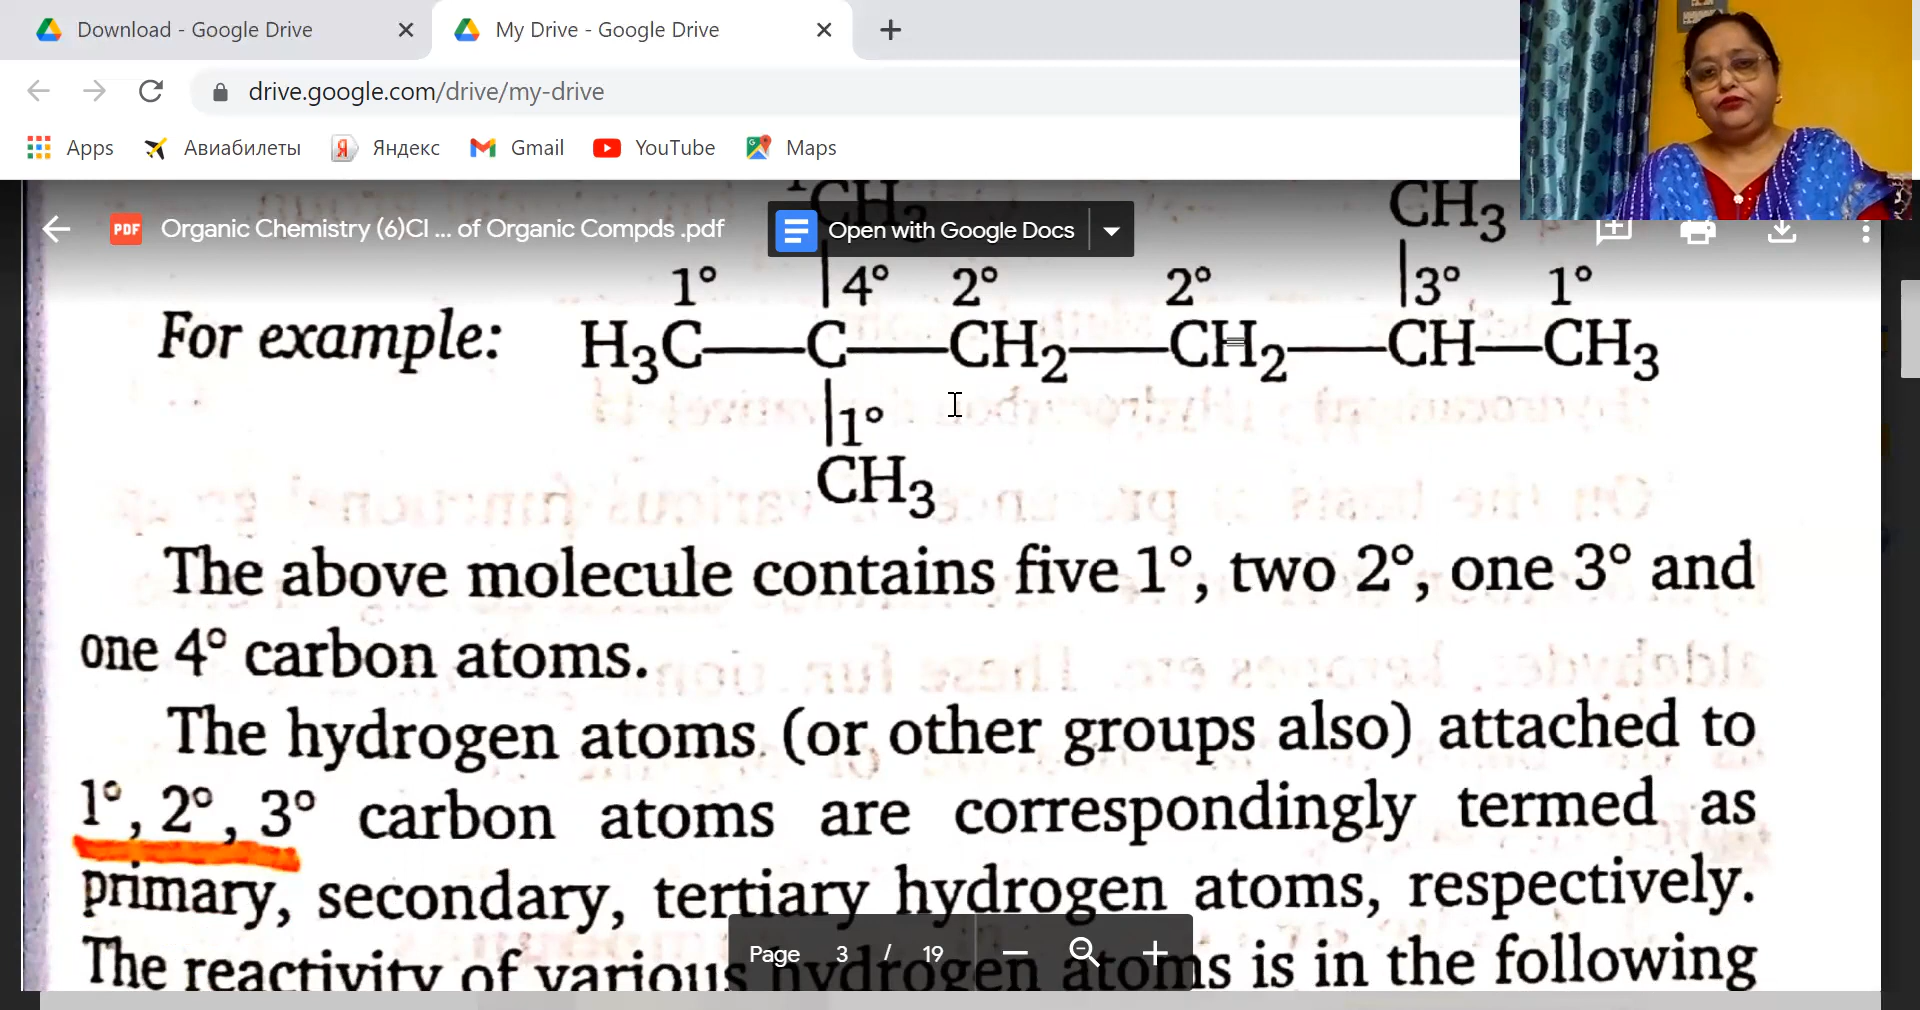 Download - Google Drive
My Drive - Google Drive
drive.google.com/drive/my-drive
Apps
Авиабилеты
Яндекс
Gmail
YouTube
Maps
PDF Organic Chemistry (6)Cl ... of Organic Compds .pdf
Open with Google Docs
CH3
1° 4° 2° 2° 3° 1°
For example: H3C—C—CH2—CH2—CH—CH3
1°
CH3
The above molecule contains five 1°, two 2°, one 3° and
one 4° carbon atoms.
The hydrogen atoms (or other groups also) attached to
1°, 2°, 3° carbon atoms are correspondingly termed as
primary, secondary, tertiary hydrogen atoms, respectively.
The reactivity of various hydrogen atoms is in the following
Page 3 / 19